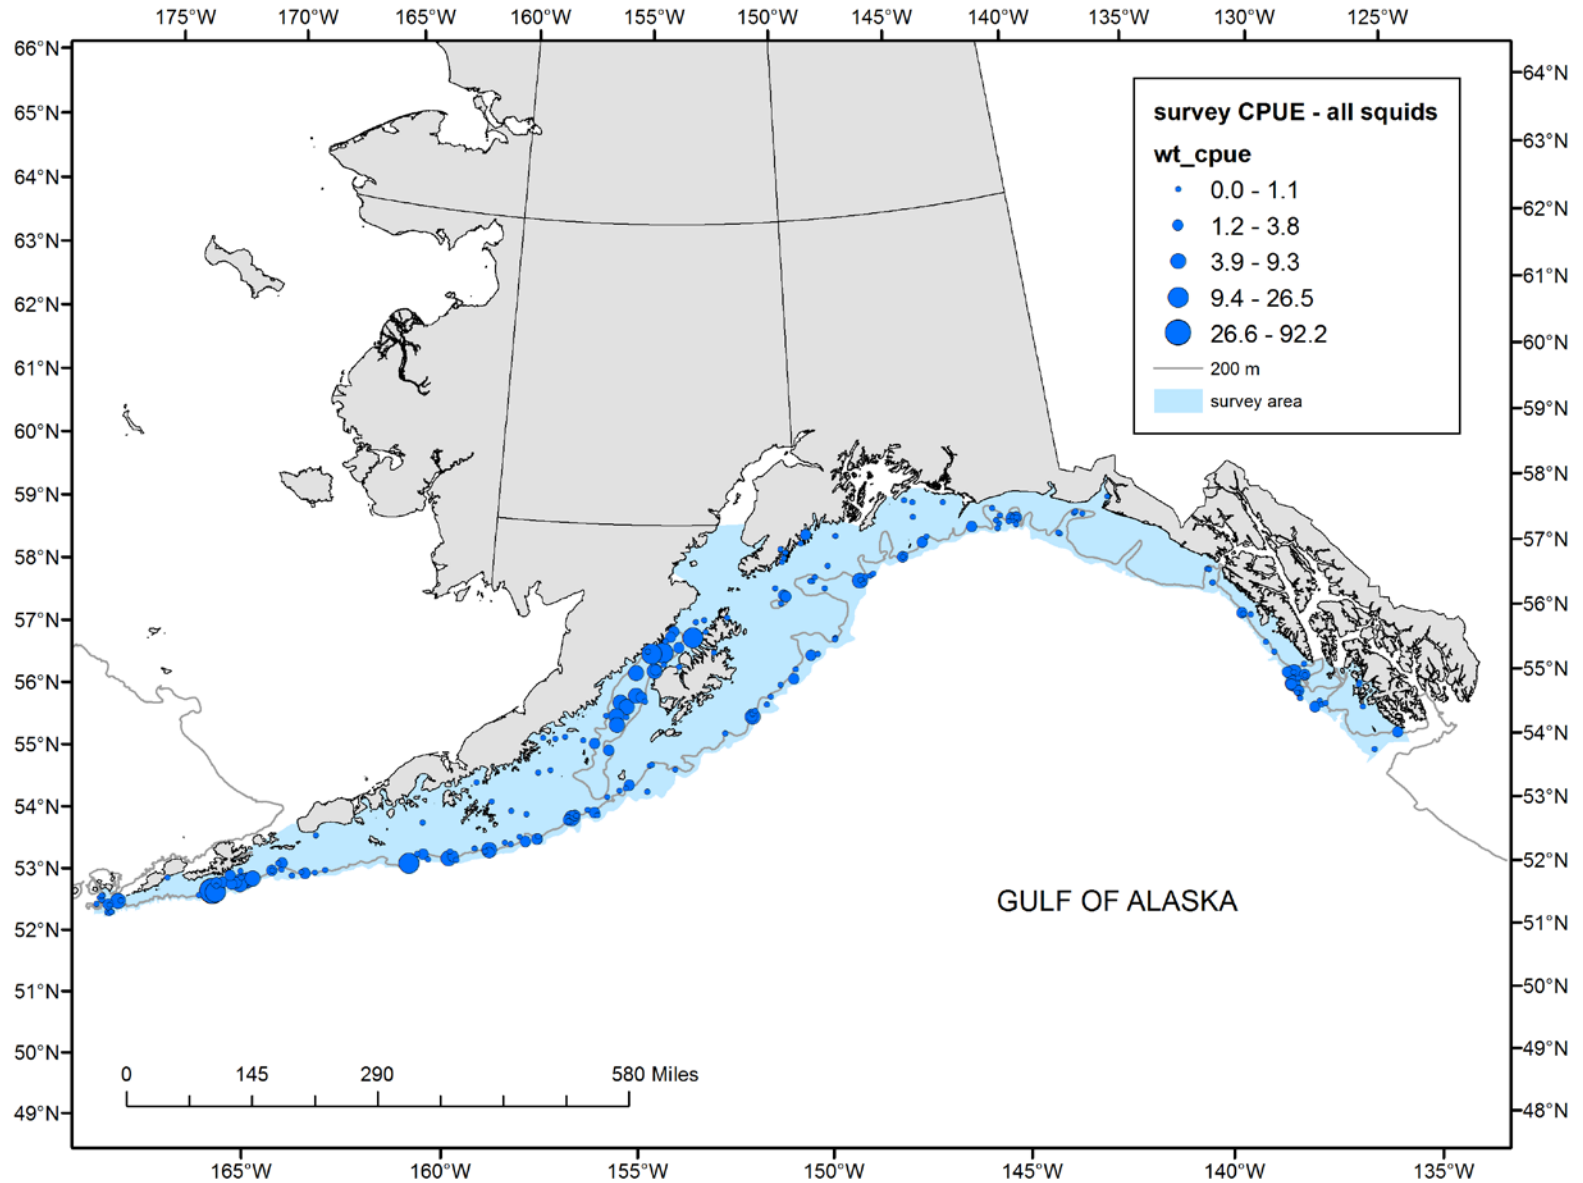 175°W 170°W 165°W 160°W 155°W 150°W 145°W 140°W 135°W 130°W 125°W
66°N
65°N
64°N
63°N
62°N
61°N
60°N
59°N
58°N
57°N
56°N
55°N
54°N
53°N
52°N
51°N
50°N
49°N
survey CPUE - all squids
wt_cpue
0.0 - 1.1
1.2 - 3.8
3.9 - 9.3
9.4 - 26.5
26.6 - 92.2
200 m
survey area
64°N
63°N
62°N
61°N
60°N
59°N
58°N
57°N
56°N
55°N
54°N
53°N
52°N
51°N
50°N
49°N
48°N
GULF OF ALASKA
0 145 290 580 Miles
165°W 160°W 155°W 150°W 145°W 140°W 135°W